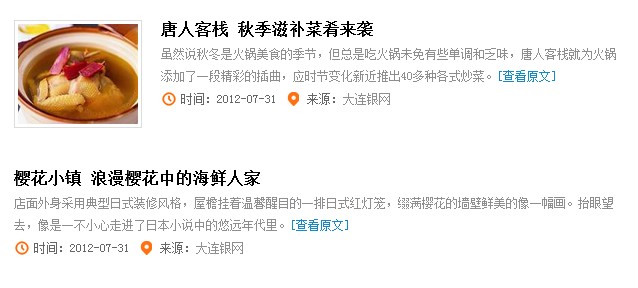 唐人客栈 秋季滋补菜肴来袭
虽然说秋冬是火锅美食的季节，但总是吃火锅未免有些单调和乏味，唐人客栈就为火锅
添加了一段精彩的插曲，应时节变化新近推出40多种各式炒菜。[查看原文]
时间：2012-07-31 来源：大连银网
樱花小镇 浪漫樱花中的海鲜人家
店面外身采用典型日式装修风格，屋檐挂着温馨醒目的一排日式红灯笼，缀满樱花的墙壁鲜美的像一幅画。抬眼望
去，像是一不小心走进了日本小说中的悠远年代里。[查看原文]
时间：2012-07-31 来源：大连银网